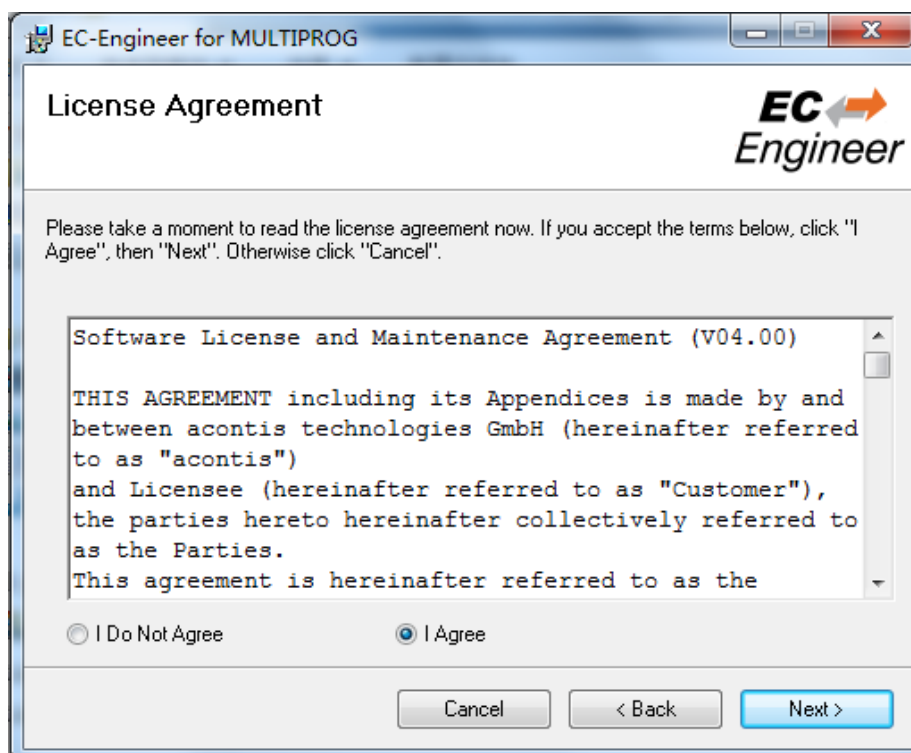 EC-Engineer for MULTIPROG
License Agreement
EC
Engineer
Please take a moment to read the license agreement now. If you accept the terms below, click "I
Agree", then "Next". Otherwise click "Cancel".
Software License and Maintenance Agreement (V04.00)
THIS AGREEMENT including its Appendices is made by and
between acontis technologies GmbH (hereinafter referred
to as "acontis")
and Licensee (hereinafter referred to as "Customer"),
the parties hereto hereinafter collectively referred to
as the Parties.
This agreement is hereinafter referred to as the
I Do Not Agree
I Agree
Cancel
< Back
Next >